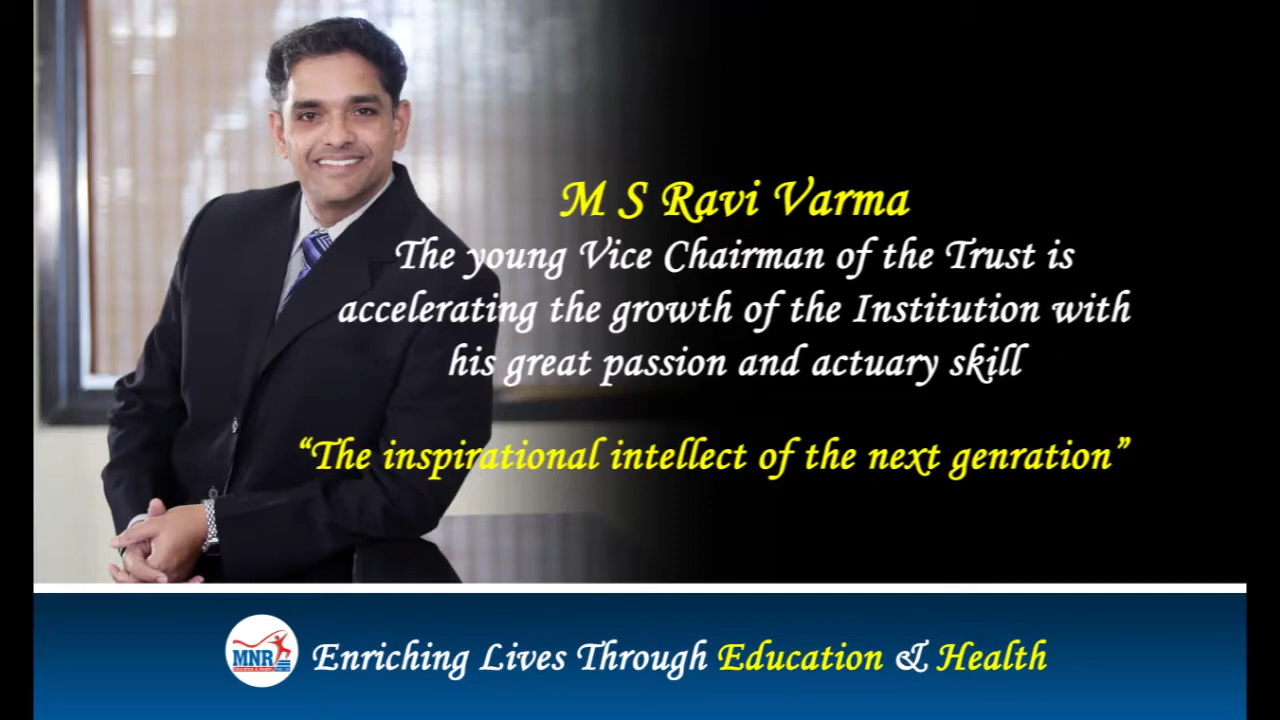 M S Ravi Varma
The young Vice Chairman of the Trust is
accelerating the growth of the Institution with
his great passion and actuary skill
“The inspirational intellect of the next genration”
MNR
Enriching Lives Through Education & Health